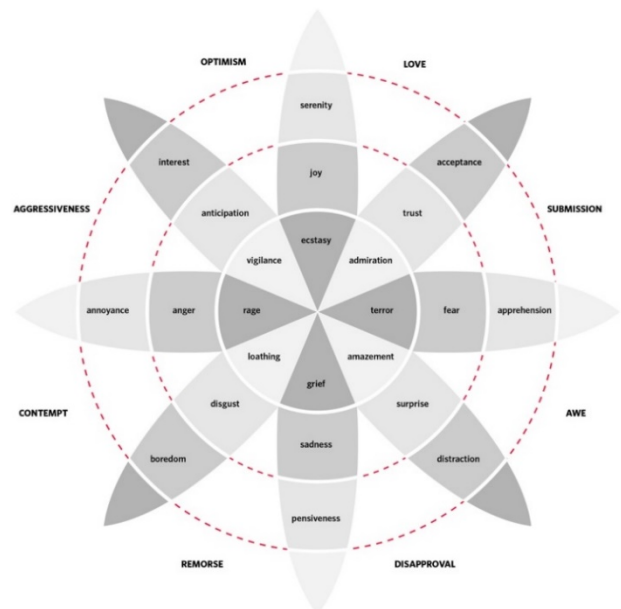 OPTIMISM
LOVE
serenity
interest
acceptance
joy
AGGRESSIVENESS
anticipation
trust
SUBMISSION
ecstasy
vigilance
admiration
annoyance
anger
rage
terror
fear
apprehension
loathing
amazement
grief
disgust
surprise
CONTEMPT
AWE
sadness
boredom
distraction
pensiveness
REMORSE
DISAPPROVAL